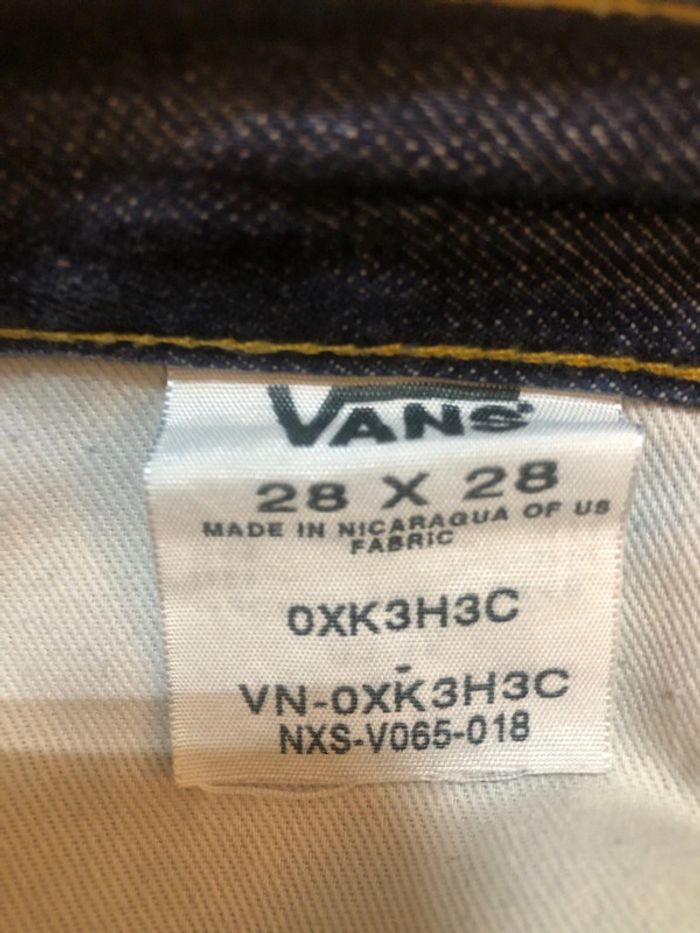 VANS
28 X 28
MADE IN NICARAGUA OF US
FABRIC
0XK3H3C
-
VN-0XK3H3C
NXS-V065-018